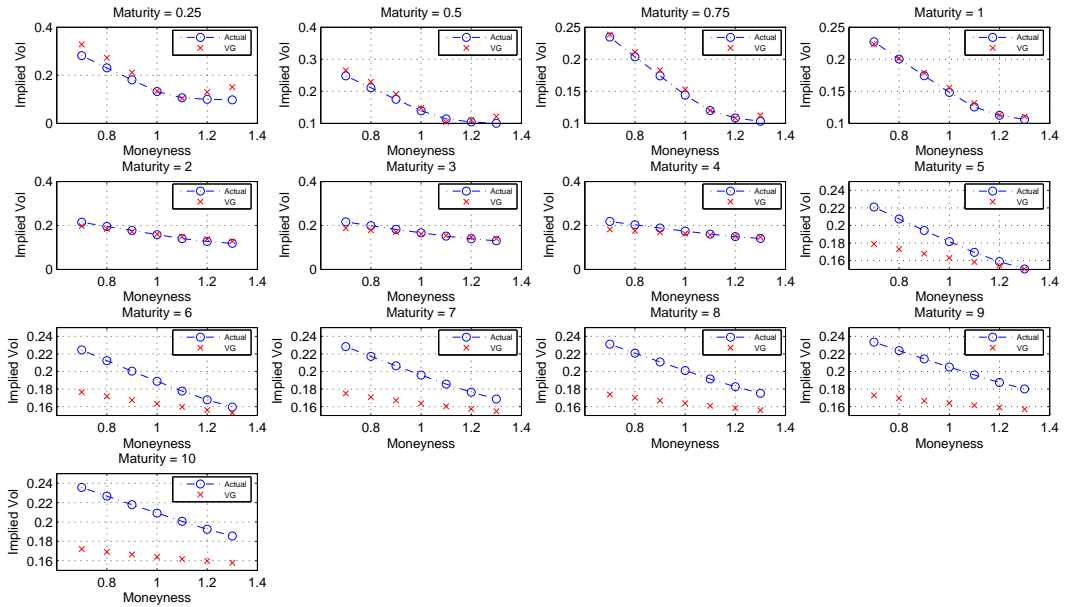 Maturity = 0.25
0.4
0.2
0
Implied Vol
0.8
1
1.2
1.4
Moneyness
Actual
VG
Maturity = 0.5
0.4
0.3
0.2
0.1
Implied Vol
0.8
1
1.2
1.4
Moneyness
Actual
VG
Maturity = 0.75
0.25
0.2
0.15
0.1
Implied Vol
0.8
1
1.2
1.4
Moneyness
Actual
VG
Maturity = 1
0.25
0.2
0.15
0.1
Implied Vol
0.8
1
1.2
1.4
Moneyness
Actual
VG
Maturity = 2
0.4
0.2
0
Implied Vol
0.8
1
1.2
1.4
Moneyness
Actual
VG
Maturity = 3
0.4
0.2
0
Implied Vol
0.8
1
1.2
1.4
Moneyness
Actual
VG
Maturity = 4
0.4
0.2
0
Implied Vol
0.8
1
1.2
1.4
Moneyness
Actual
VG
Maturity = 5
0.24
0.22
0.2
0.18
0.16
Implied Vol
0.8
1
1.2
1.4
Moneyness
Actual
VG
Maturity = 6
0.24
0.22
0.2
0.18
0.16
Implied Vol
0.8
1
1.2
1.4
Moneyness
Actual
VG
Maturity = 7
0.24
0.22
0.2
0.18
0.16
Implied Vol
0.8
1
1.2
1.4
Moneyness
Actual
VG
Maturity = 8
0.24
0.22
0.2
0.18
0.16
Implied Vol
0.8
1
1.2
1.4
Moneyness
Actual
VG
Maturity = 9
0.24
0.22
0.2
0.18
0.16
Implied Vol
0.8
1
1.2
1.4
Moneyness
Actual
VG
Maturity = 10
0.24
0.22
0.2
0.18
0.16
Implied Vol
0.8
1
1.2
1.4
Moneyness
Actual
VG